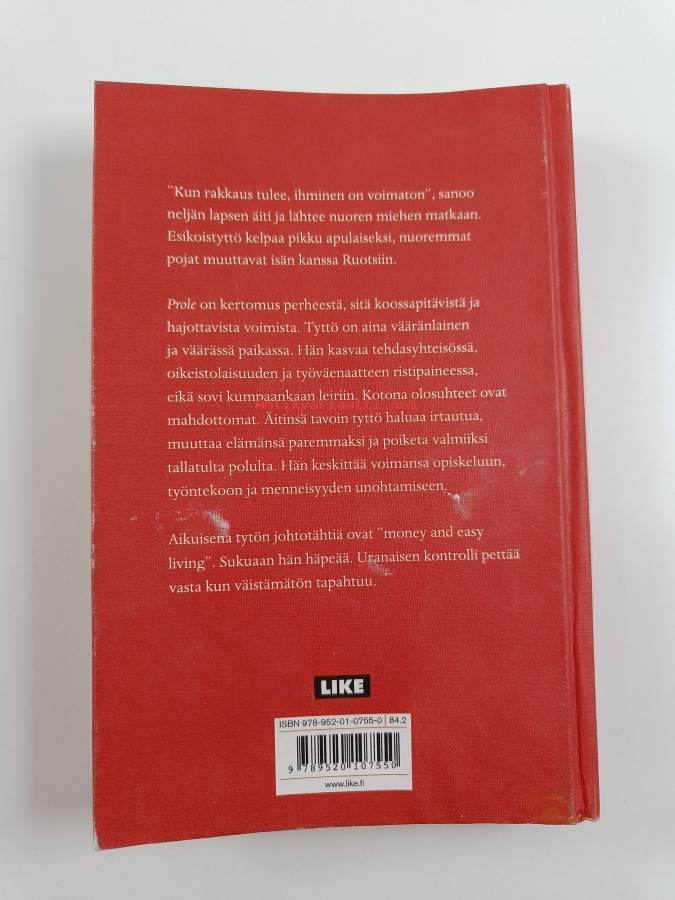 "Kun rakkaus tulee, ihminen on voimaton", sanoo
neljän lapsen äiti ja lähtee nuoren miehen matkaan.
Esikoistyttö kelpaa pikku apulaiseksi, nuoremmat
pojat muuttavat isän kanssa Ruotsiin.
Prole on kertomus perheestä, sitä koossapitävistä ja
hajottavista voimista. Tyttö on aina vääränlainen
ja väärässä paikassa. Hän kasvaa tehdasyhteisössä,
oikeistolaisuuden ja työväenaatteen ristipaineessa,
eikä sovi kumpaankaan leiriin. Kotona olosuhteet ovat
mahdottomat. Äitinsä tavoin tyttö haluaa irtautua,
muuttaa elämänsä paremmaksi ja poiketa valmiiksi
tallatulta polulta. Hän keskittää voimansa opiskeluun,
työntekoon ja menneisyyden unohtamiseen.
Aikuisena tytön johtotähtiä ovat "money and easy
living". Sukuaan hän häpeää. Uranaisen kontrolli pettää
vasta kun väistämätön tapahtuu.
LIKE
ISBN 978-952-01-0755-0 84.2
9 789520 107550
www.like.fi